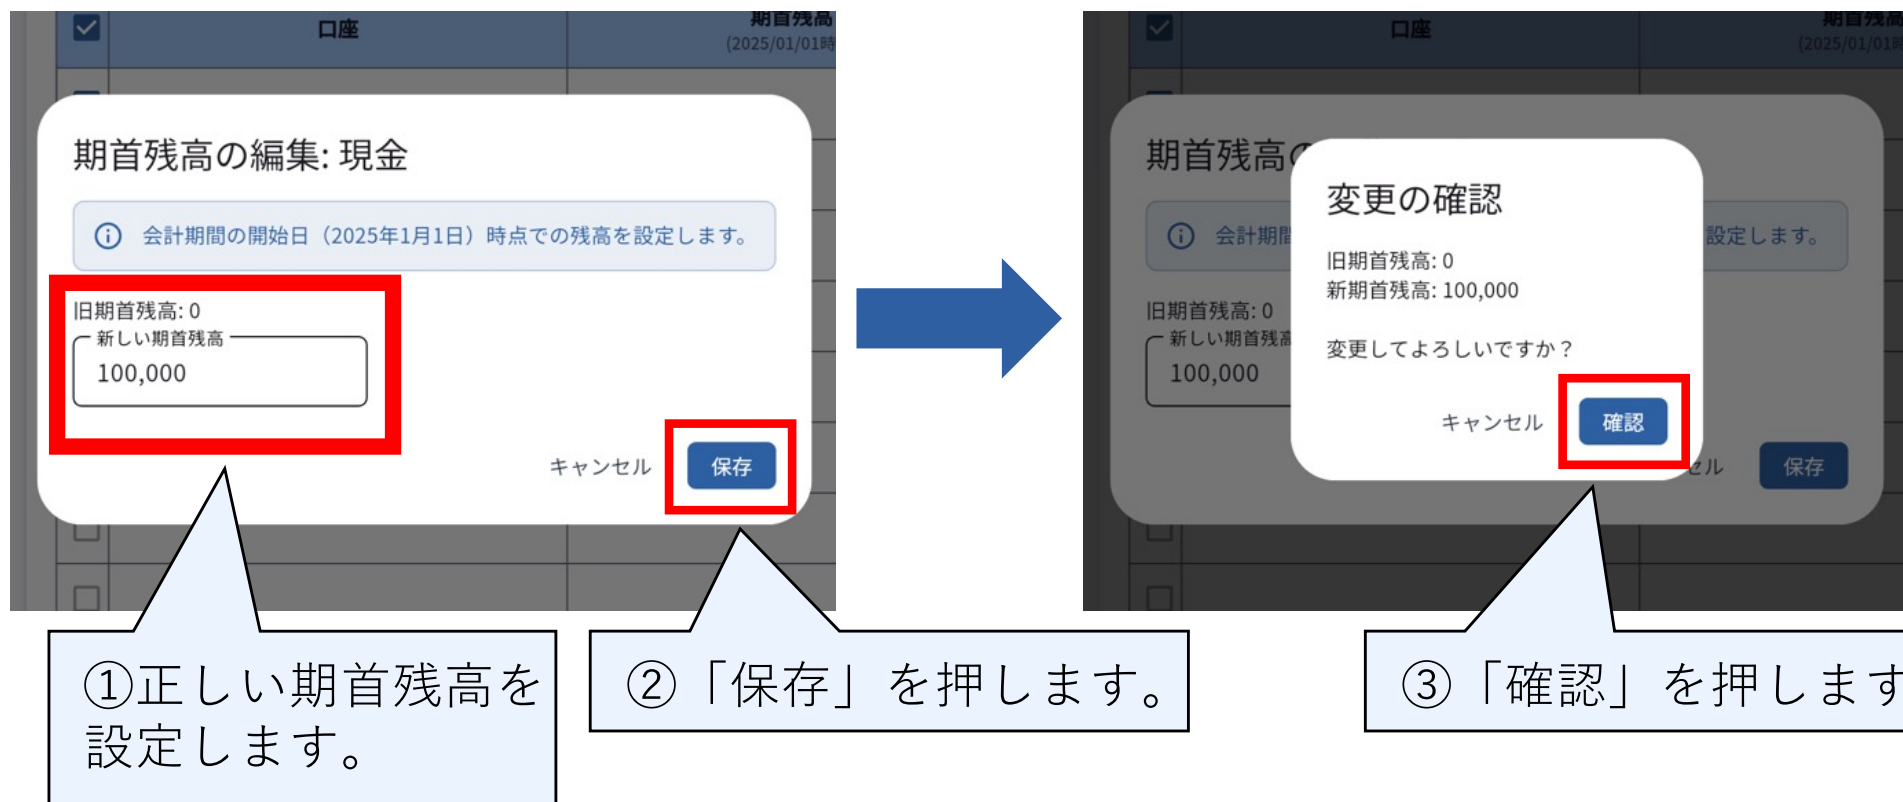 口座
期首残高
(2025/01/01時
期首残高の編集: 現金
会計期間の開始日（2025年1月1日）時点での残高を設定します。
旧期首残高: 0
新しい期首残高
100,000
キャンセル
保存
①正しい期首残高を
設定します。
②「保存」を押します。
口座
期首残高
(2025/01/01時
期首残高の
会計期間
設定します。
旧期首残高: 0
新しい期首残高
100,000
セル
保存
変更の確認
旧期首残高: 0
新期首残高: 100,000
変更してよろしいですか？
キャンセル
確認
③「確認」を押します